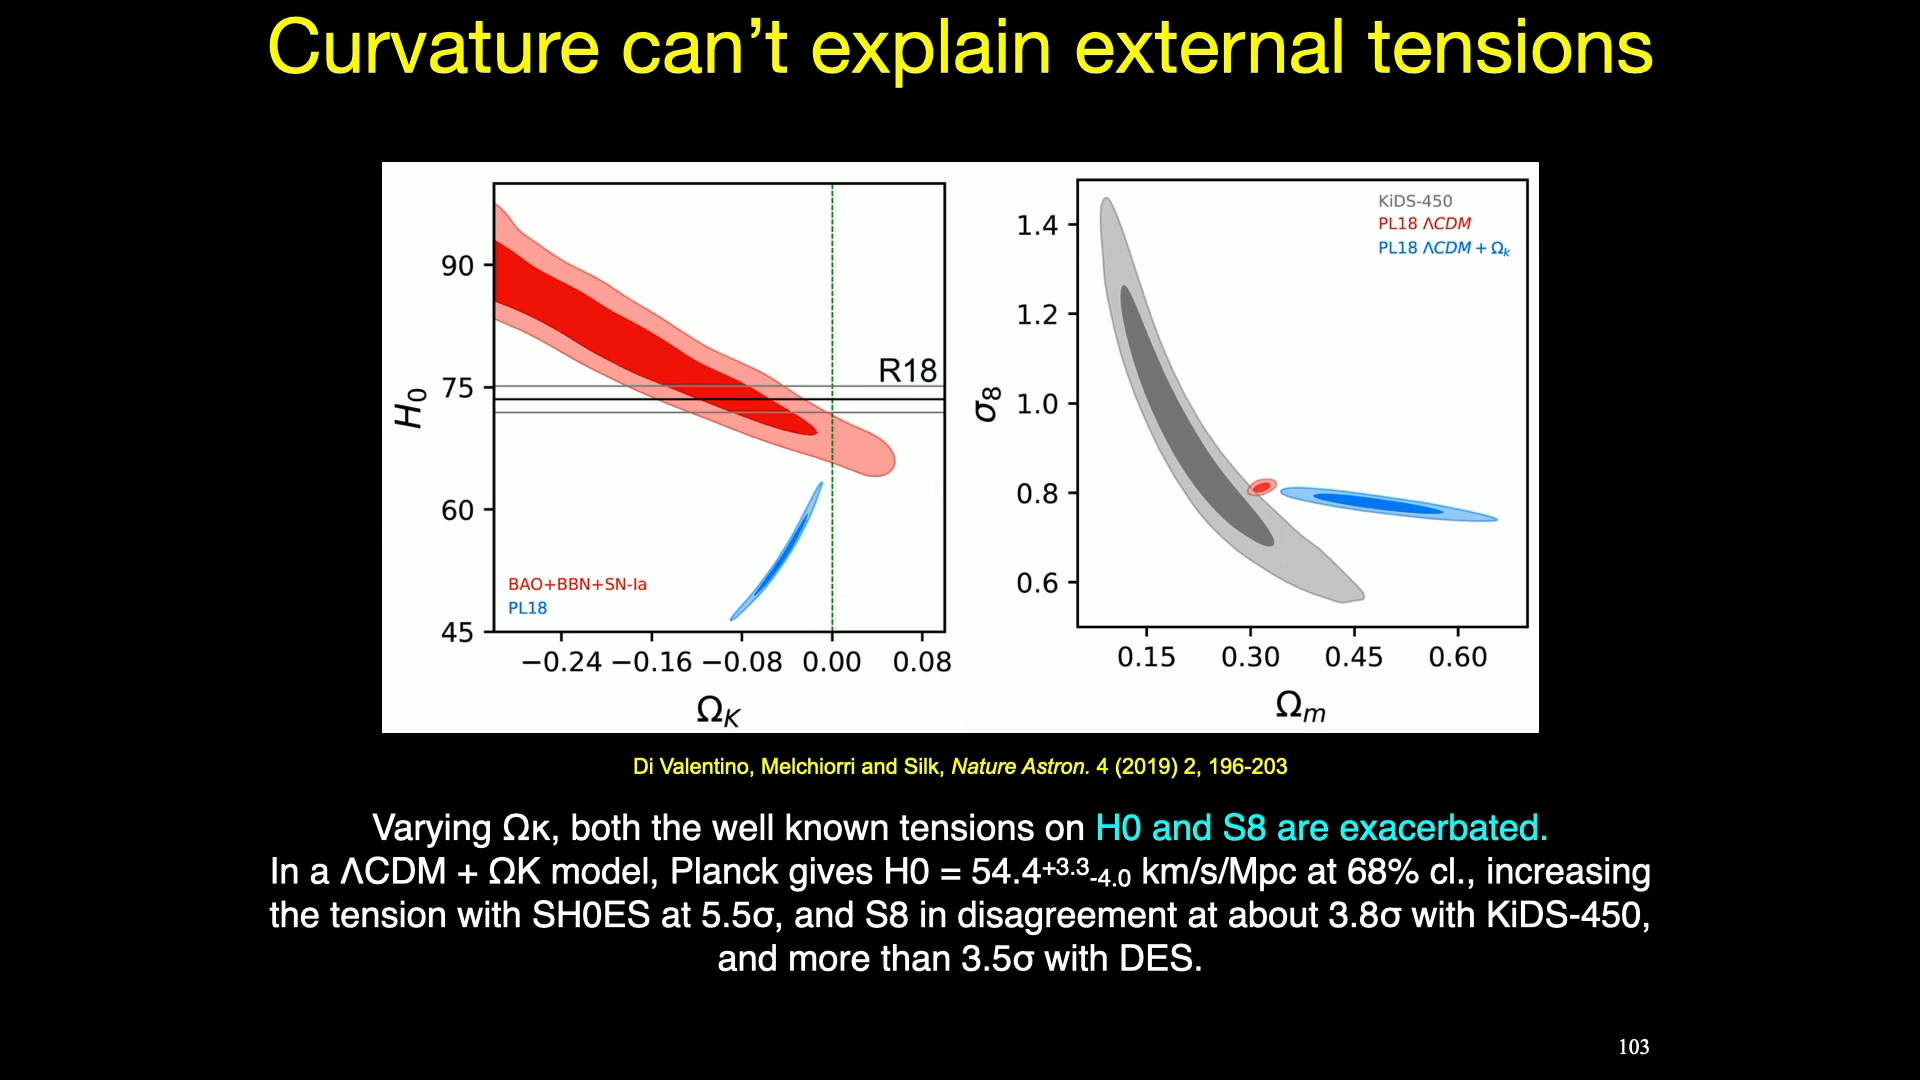 Curvature can’t explain external tensions
90
75
60
45
H0
R18
BAO+BBN+SN-Ia
PL18
−0.24 −0.16 −0.08 0.00 0.08
ΩK
1.4
1.2
1.0
0.8
0.6
σ8
KiDS-450
PL18 ΛCDM
PL18 ΛCDM + Ωk
0.15 0.30 0.45 0.60
Ωm
Di Valentino, Melchiorri and Silk, Nature Astron. 4 (2019) 2, 196-203
Varying Ωκ, both the well known tensions on H0 and S8 are exacerbated.
In a ΛCDM + ΩK model, Planck gives H0 = 54.4+3.3-4.0 km/s/Mpc at 68% cl., increasing
the tension with SH0ES at 5.5σ, and S8 in disagreement at about 3.8σ with KiDS-450,
and more than 3.5σ with DES.
103